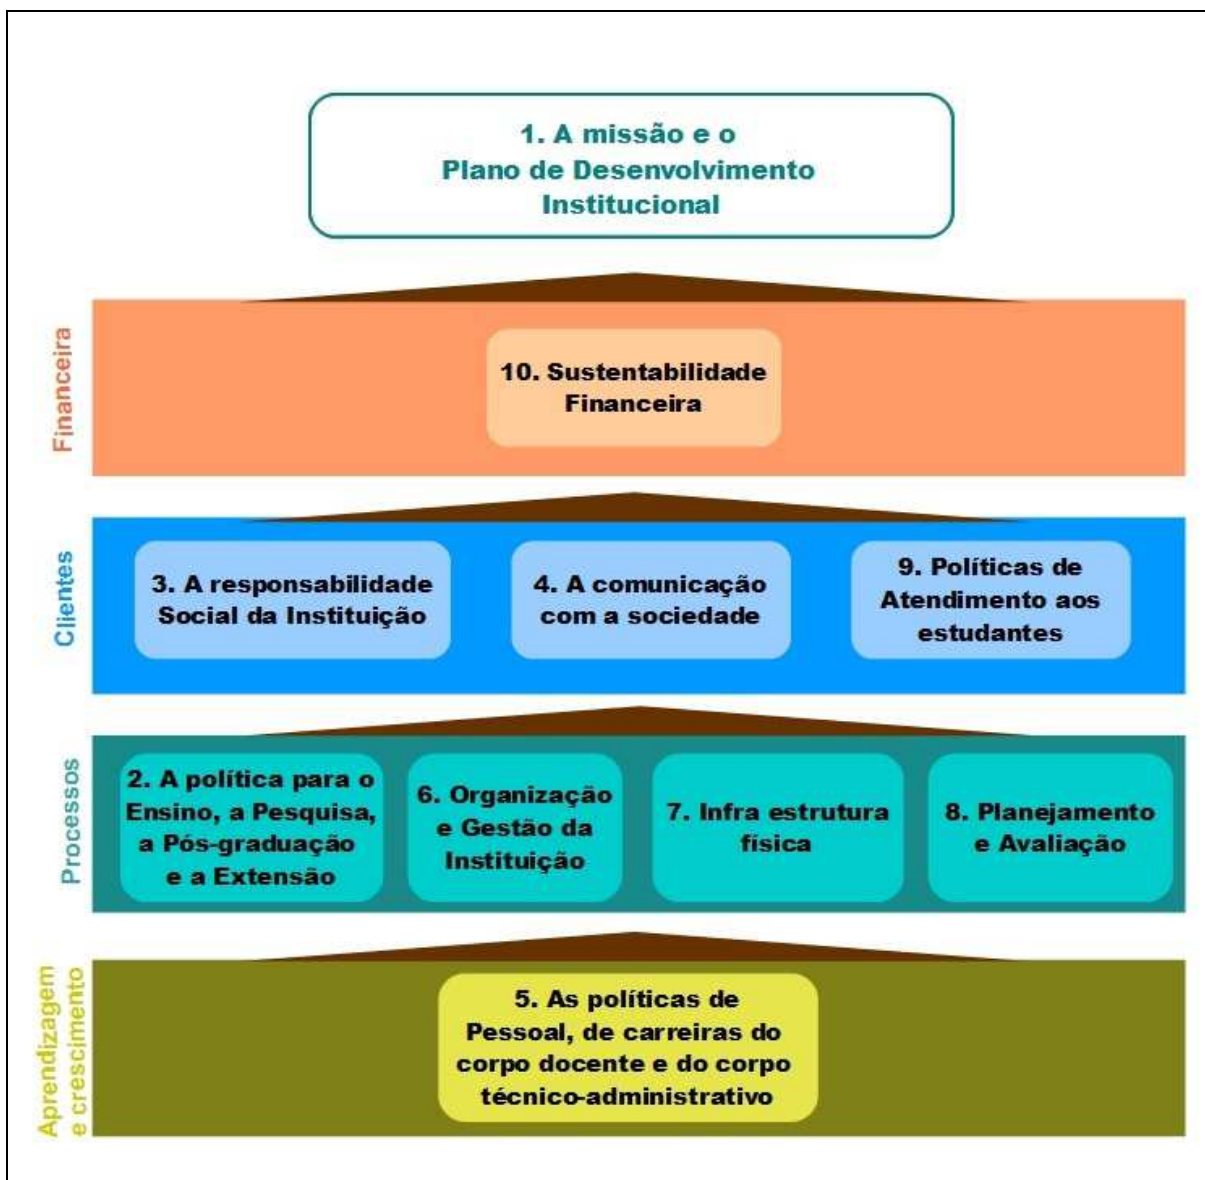 1. A missão e o
Plano de Desenvolvimento
Institucional
Financeira
10. Sustentabilidade
Financeira
Clientes
3. A responsabilidade
Social da Instituição
4. A comunicação
com a sociedade
9. Políticas de
Atendimento aos
estudantes
Processos
2. A política para o
Ensino, a Pesquisa,
a Pós-graduação
e a Extensão
6. Organização
e Gestão da
Instituição
7. Infra estrutura
física
8. Planejamento
e Avaliação
Aprendizagem
e crescimento
5. As políticas de
Pessoal, de carreiras do
corpo docente e do corpo
técnico-administrativo